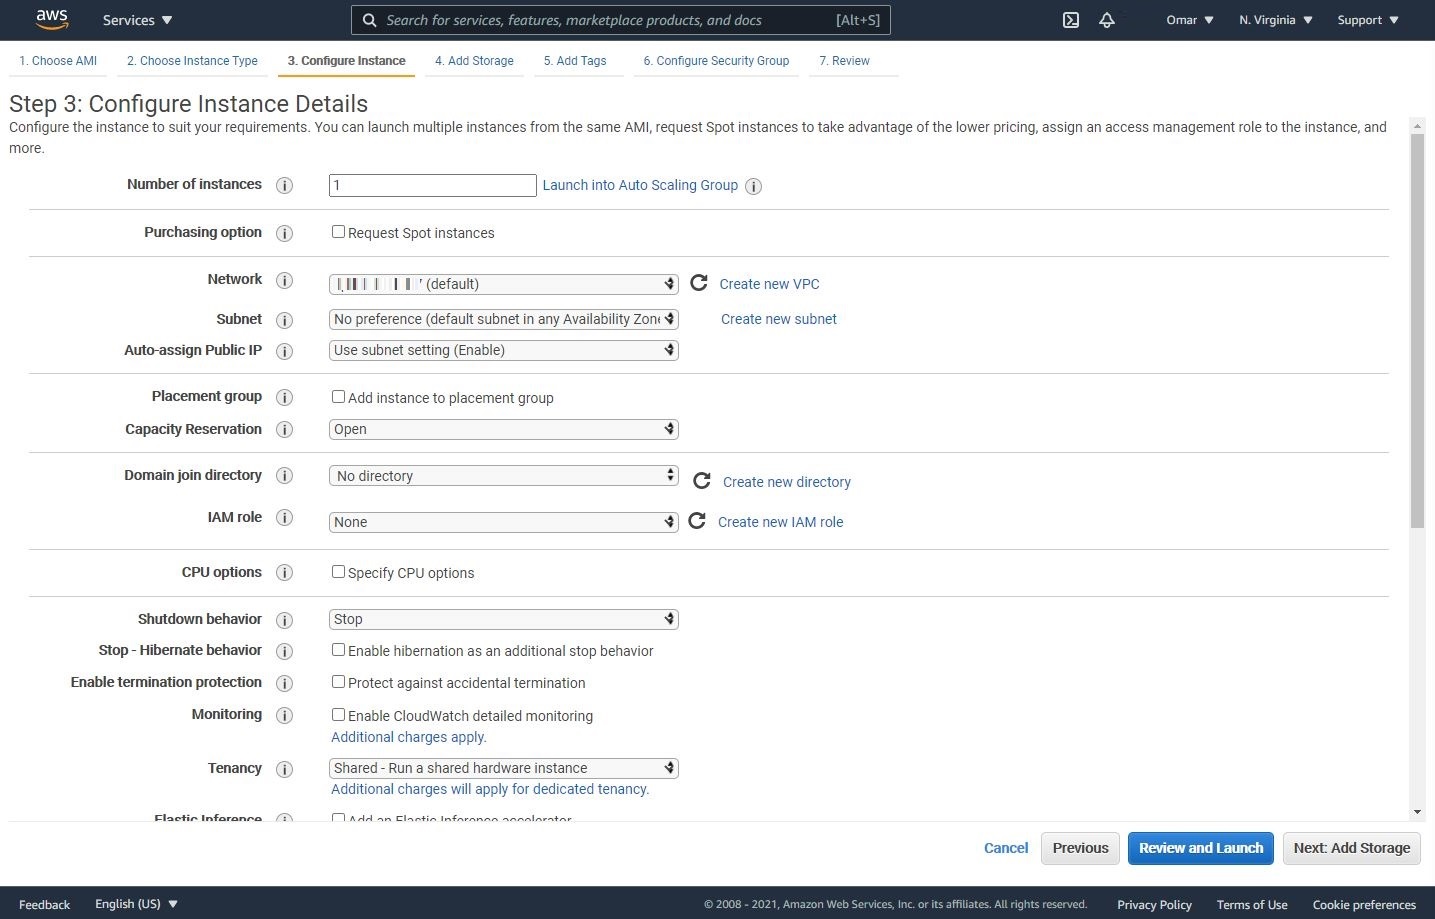 aws Services Search for services, features, marketplace products, and docs [Alt+S] Omar N. Virginia Support
1. Choose AMI 2. Choose Instance Type 3. Configure Instance 4. Add Storage 5. Add Tags 6. Configure Security Group 7. Review
Step 3: Configure Instance Details
Configure the instance to suit your requirements. You can launch multiple instances from the same AMI, request Spot instances to take advantage of the lower pricing, assign an access management role to the instance, and
more.
Number of instances i 1 Launch into Auto Scaling Group i
Purchasing option i Request Spot instances
Network i (default) Create new VPC
Subnet i No preference (default subnet in any Availability Zone Create new subnet
Auto-assign Public IP i Use subnet setting (Enable)
Placement group i Add instance to placement group
Capacity Reservation i Open
Domain join directory i No directory Create new directory
IAM role i None Create new IAM role
CPU options i Specify CPU options
Shutdown behavior i Stop
Stop - Hibernate behavior i Enable hibernation as an additional stop behavior
Enable termination protection i Protect against accidental termination
Monitoring i Enable CloudWatch detailed monitoring
Additional charges apply.
Tenancy i Shared - Run a shared hardware instance
Additional charges will apply for dedicated tenancy.
Elastic Inference i Add an Elastic Inference accelerator
Cancel Previous Review and Launch Next: Add Storage
Feedback English (US) © 2008 - 2021, Amazon Web Services, Inc. or its affiliates. All rights reserved. Privacy Policy Terms of Use Cookie preferences